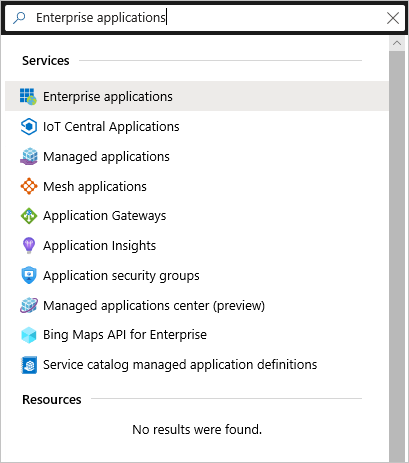 Enterprise applications
Services
Enterprise applications
IoT Central Applications
Managed applications
Mesh applications
Application Gateways
Application Insights
Application security groups
Managed applications center (preview)
Bing Maps API for Enterprise
Service catalog managed application definitions
Resources
No results were found.